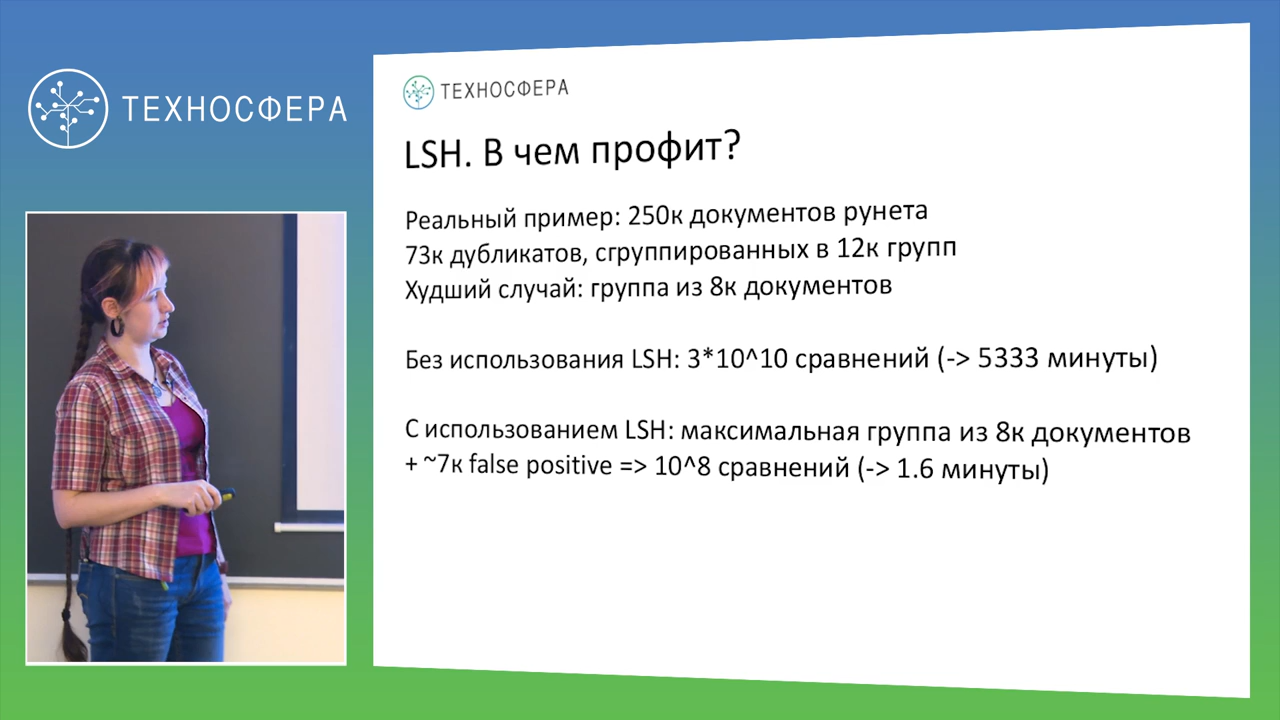 ТЕХНОСФЕРА
ТЕХНОСФЕРА
LSH. В чем профит?
Реальный пример: 250к документов рунета
73к дубликатов, сгруппированных в 12к групп
Худший случай: группа из 8к документов
Без использования LSH: 3*10^10 сравнений (-> 5333 минуты)
С использованием LSH: максимальная группа из 8к документов
+ ~7к false positive => 10^8 сравнений (-> 1.6 минуты)